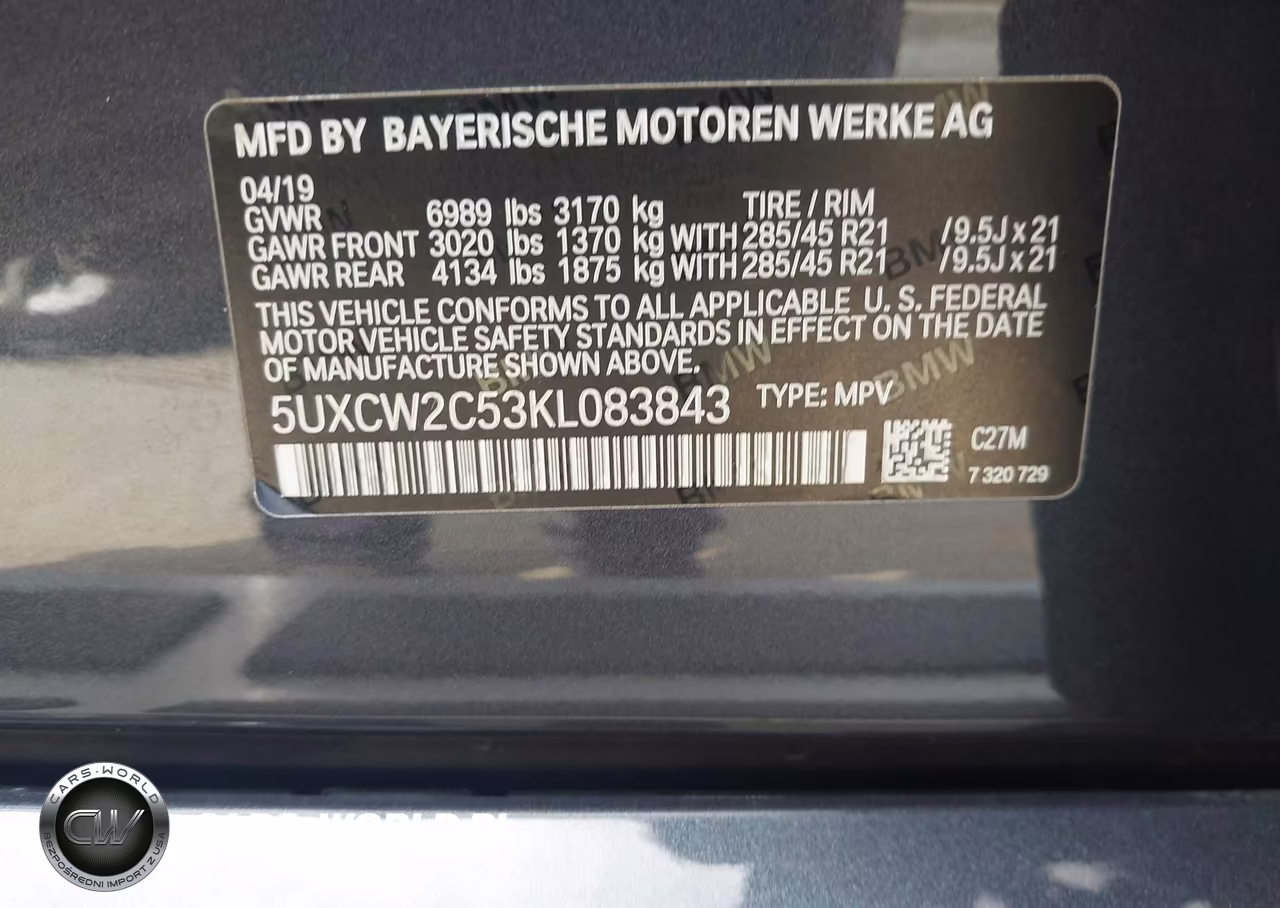 MFD BY BAYERISCHE MOTOREN WERKE AG
04/19
GVWR 6989 lbs 3170 kg TIRE / RIM
GAWR FRONT 3020 lbs 1370 kg WITH 285/45 R21 /9.5J x 21
GAWR REAR 4134 lbs 1875 kg WITH 285/45 R21 /9.5J x 21
THIS VEHICLE CONFORMS TO ALL APPLICABLE U. S. FEDERAL
MOTOR VEHICLE SAFETY STANDARDS IN EFFECT ON THE DATE
OF MANUFACTURE SHOWN ABOVE.
5UXCW2C53KL083843 TYPE: MPV
C27M
7 320 729
CARS-WORLD
CW
BEZPOŚREDNI IMPORT Z USA